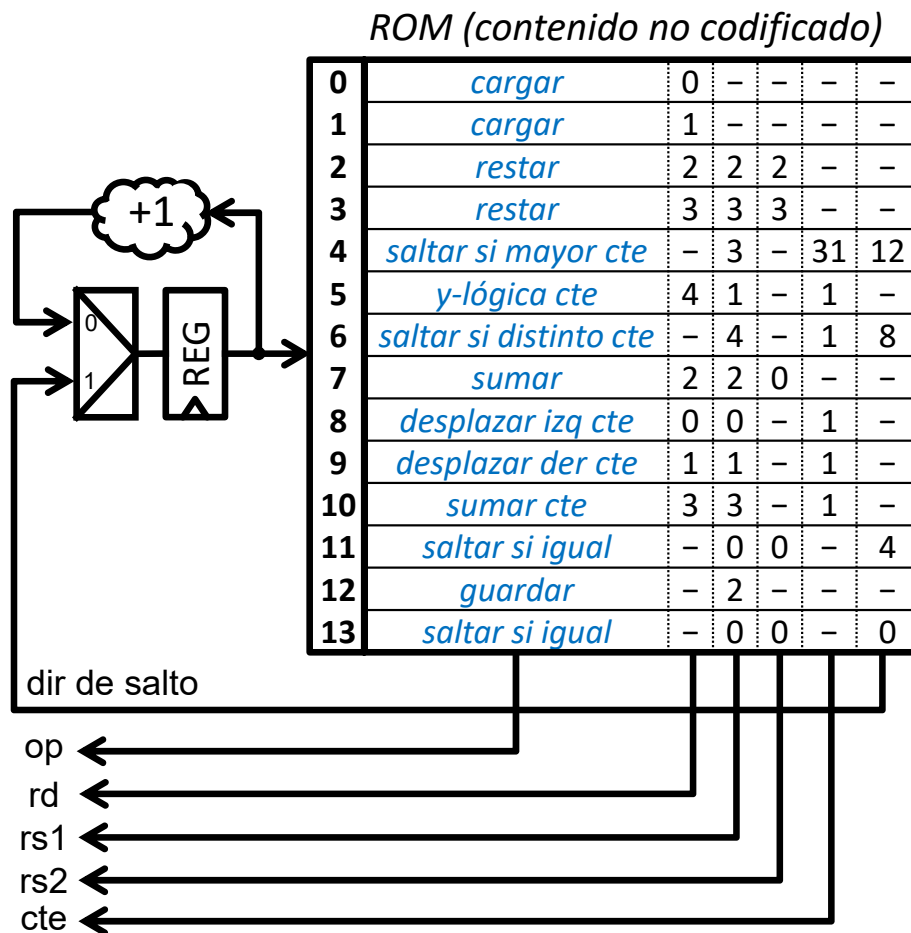 ROM (contenido no codificado)
0 cargar 0 – – – –
1 cargar 1 – – – –
2 restar 2 2 2 – –
3 restar 3 3 3 – –
+1
4 saltar si mayor cte – 3 – 31 12
5 y-lógica cte 4 1 – 1 –
0
6 saltar si distinto cte – 4 – 1 8
REG
1
7 sumar 2 2 0 – –
8 desplazar izq cte 0 0 – 1 –
9 desplazar der cte 1 1 – 1 –
10 sumar cte 3 3 – 1 –
11 saltar si igual – 0 0 – 4
12 guardar – 2 – – –
13 saltar si igual – 0 0 – 0
dir de salto
op
rd
rs1
rs2
cte